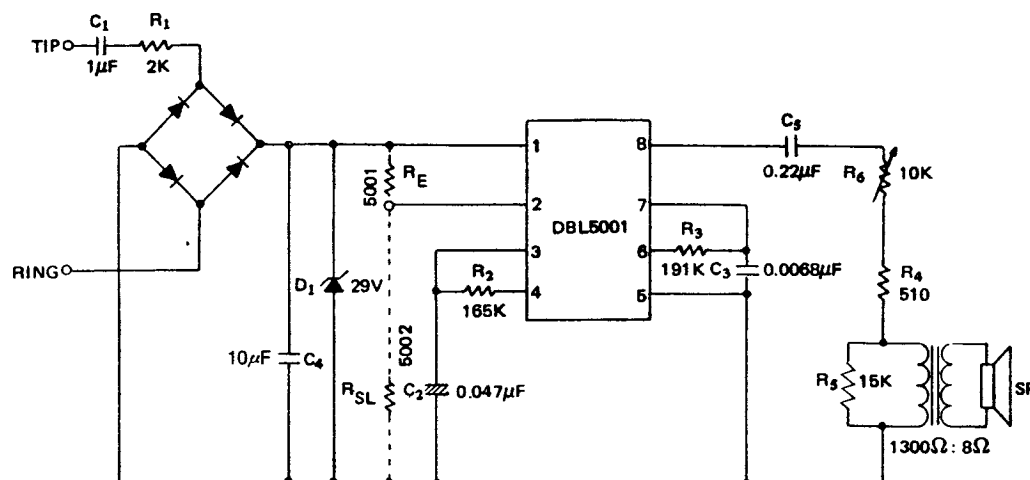 C1
R1
TIP
1μF
2K
1
8
C5
0.22μF
R6
10K
5001
RE
2
7
DBL5001
3
R2
6
R3
191K
C3
0.0068μF
4
165K
5
RING
D1
29V
R4
510
10μF
C4
5002
RSL
C2
0.047μF
R5
15K
SP
1300Ω : 8Ω